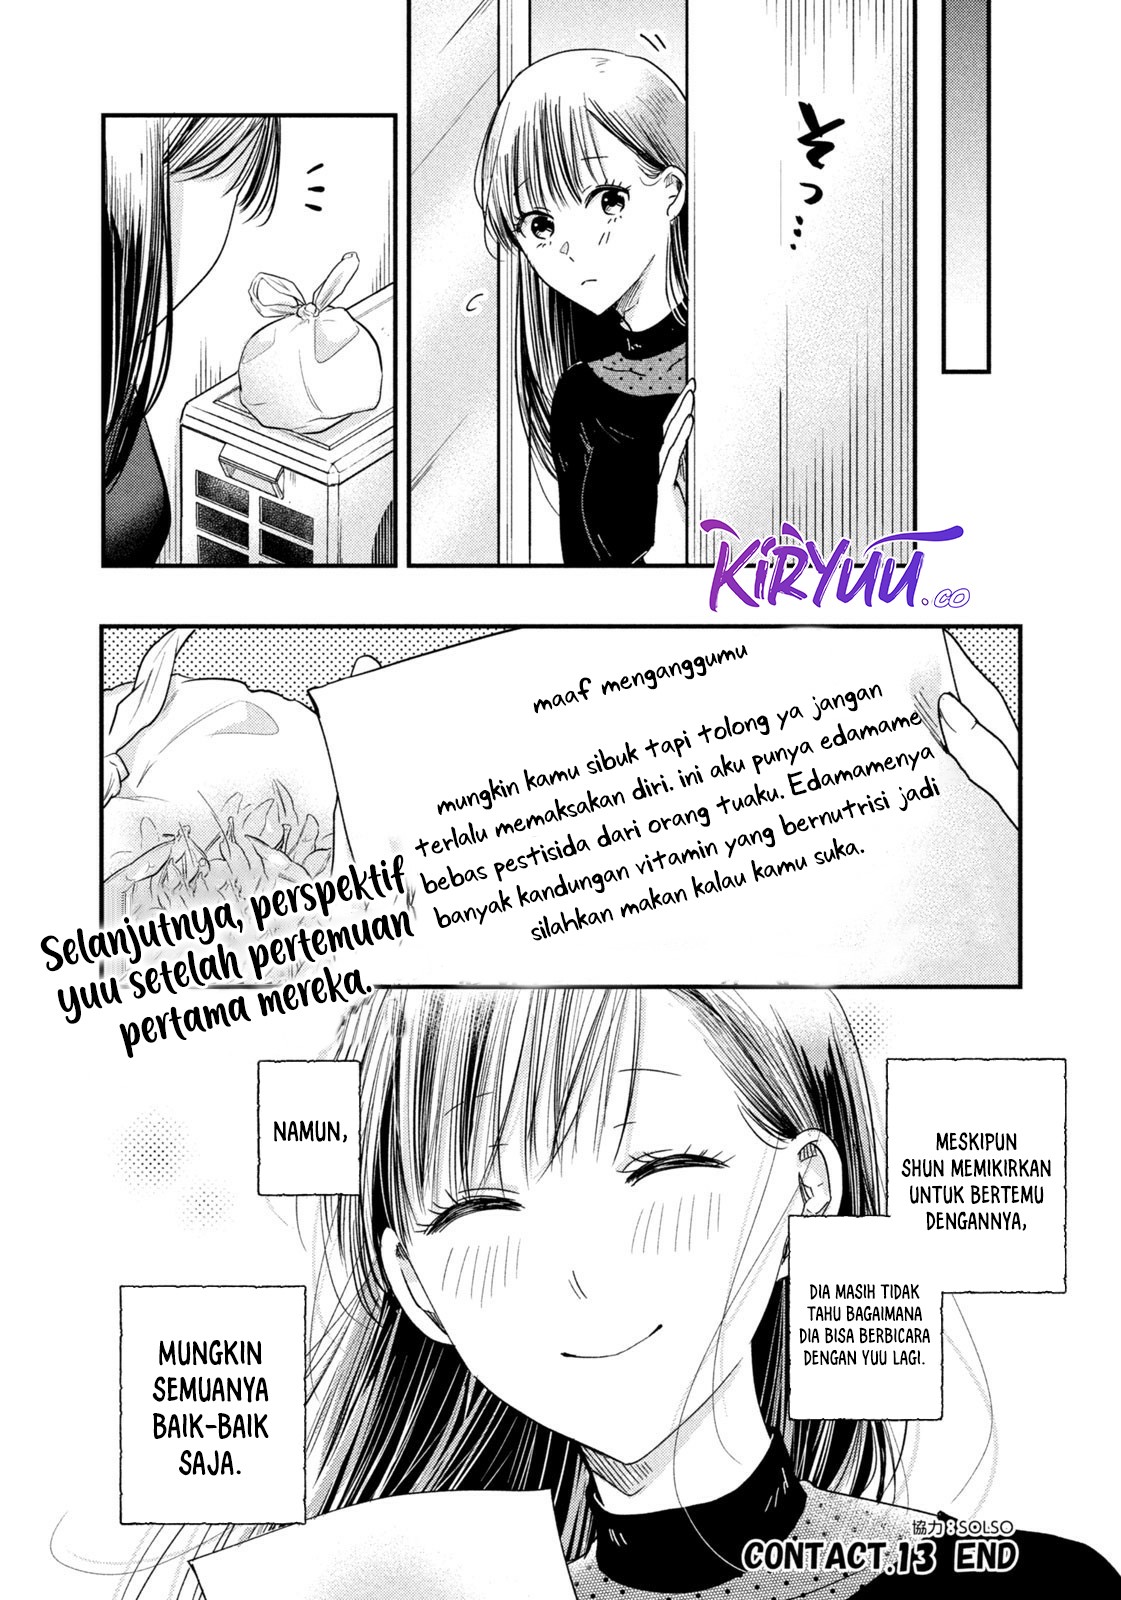 そっ…
KIRYUU.CO
maaf menganggumu
mungkin kamu sibuk tapi tolong ya jangan
terlalu memaksakan diri. ini aku punya edamame
bebas pestisida dari orang tuaku. Edamamenya
banyak kandungan vitamin yang bernutrisi jadi
silahkan makan kalau kamu suka.
Selanjutnya, perspektif
yuu setelah pertemuan
pertama mereka.
MESKIPUN
SHUN MEMIKIRKAN
UNTUK BERTEMU
DENGANNYA,
DIA MASIH TIDAK
TAHU BAGAIMANA
DIA BISA BERBICARA
DENGAN YUU LAGI.
NAMUN,
MUNGKIN
SEMUANYA
BAIK-BAIK
SAJA.
協力:SOLSO
CONTACT.13 END